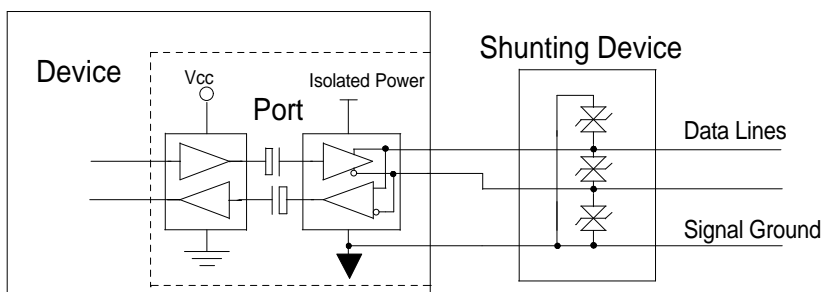 Shunting Device
Device
Vcc
Isolated Power
Port
Data Lines
Signal Ground